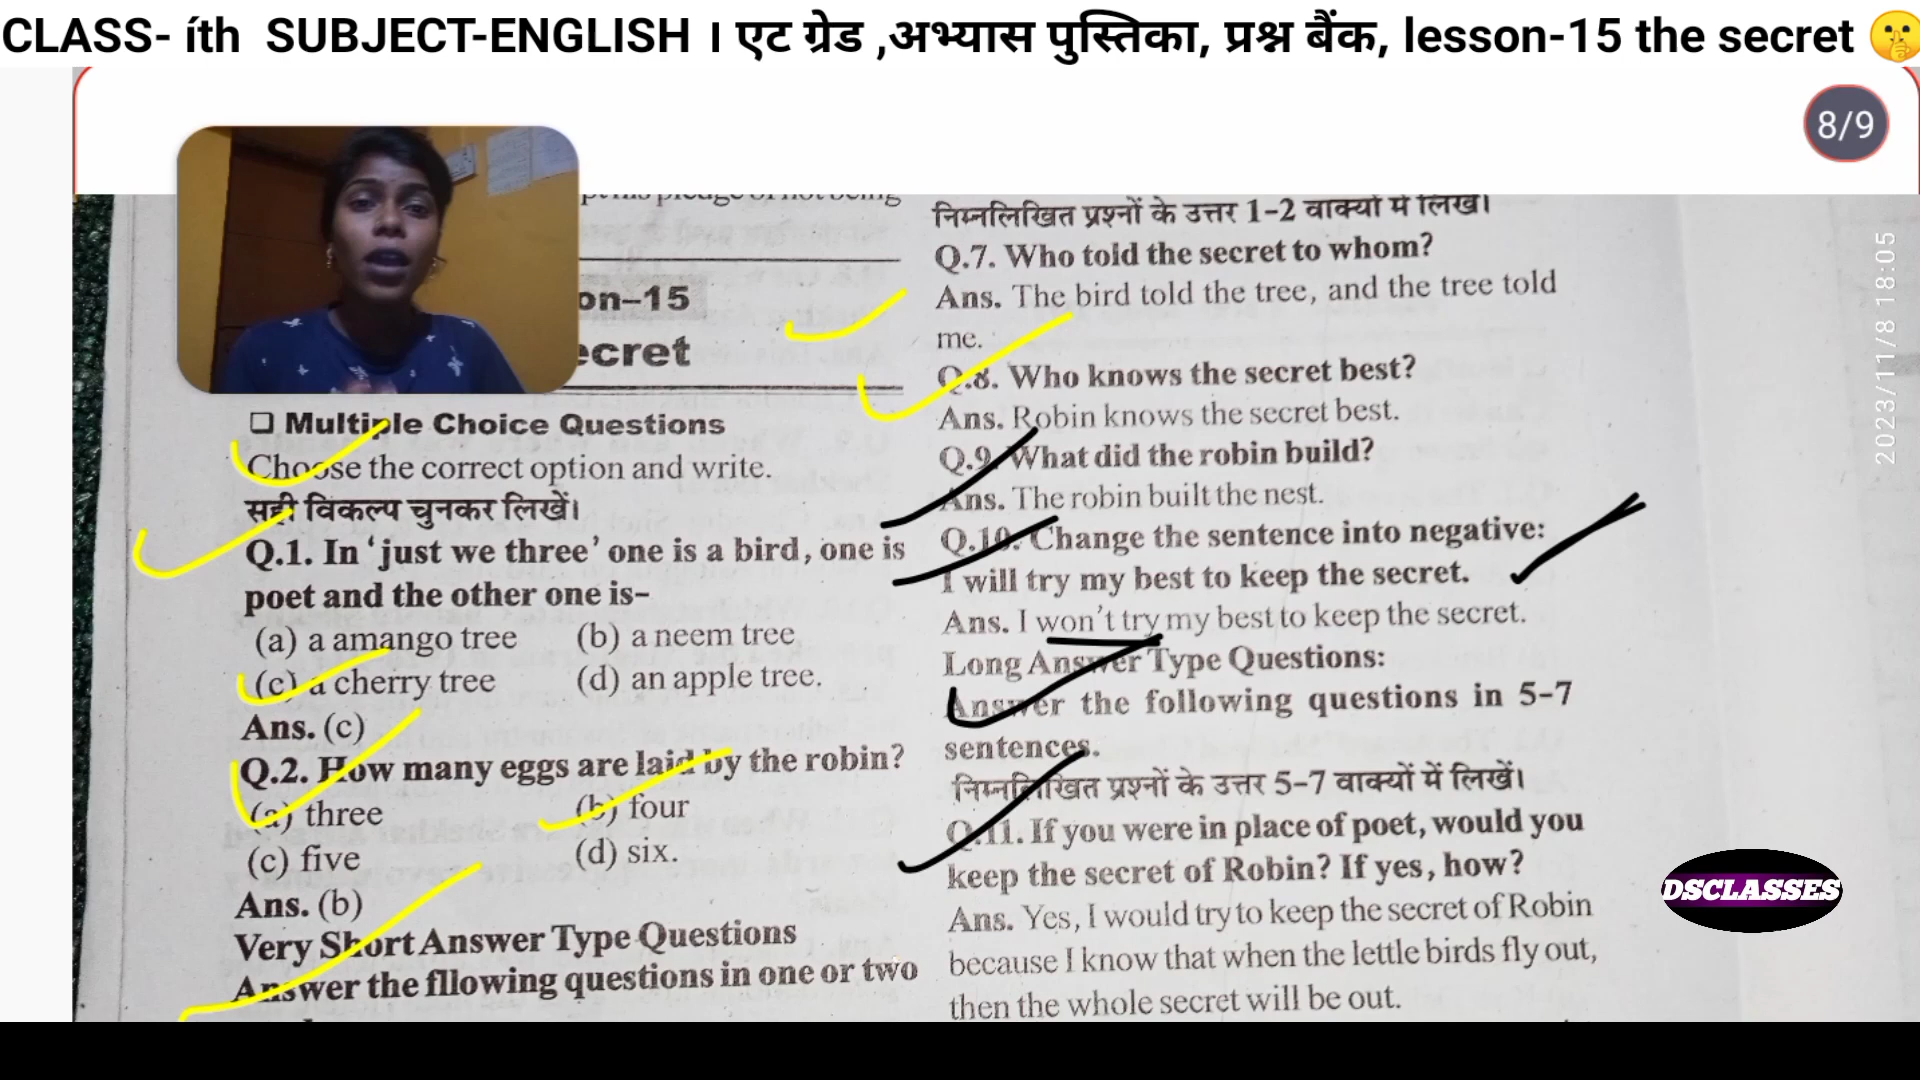 CLASS- íth SUBJECT-ENGLISH । एट ग्रेड ,अभ्यास पुस्तिका, प्रश्न बैंक, lesson-15 the secret 🤫
8/9
on–15
ecret
❑ Multiple Choice Questions
Choose the correct option and write.
सही विकल्प चुनकर लिखें।
Q.1. In ‘just we three’ one is a bird, one is
poet and the other one is–
(a) a amango tree (b) a neem tree
(c) a cherry tree (d) an apple tree.
Ans. (c)
Q.2. How many eggs are laid by the robin?
(a) three (b) four
(c) five (d) six.
Ans. (b)
Very Short Answer Type Questions
Answer the fllowing questions in one or two
निम्नलिखित प्रश्नों के उत्तर 1-2 वाक्यों में लिखें।
Q.7. Who told the secret to whom?
Ans. The bird told the tree, and the tree told
me.
Q.8. Who knows the secret best?
Ans. Robin knows the secret best.
Q.9. What did the robin build?
Ans. The robin built the nest.
Q.10. Change the sentence into negative:
I will try my best to keep the secret.
Ans. I won’t try my best to keep the secret.
Long Answer Type Questions:
Answer the following questions in 5-7
sentences.
निम्नलिखित प्रश्नों के उत्तर 5-7 वाक्यों में लिखें।
Q.11. If you were in place of poet, would you
keep the secret of Robin? If yes, how?
Ans. Yes, I would try to keep the secret of Robin
because I know that when the lettle birds fly out,
then the whole secret will be out.
2023/11/8 18:05
DSCLASSES